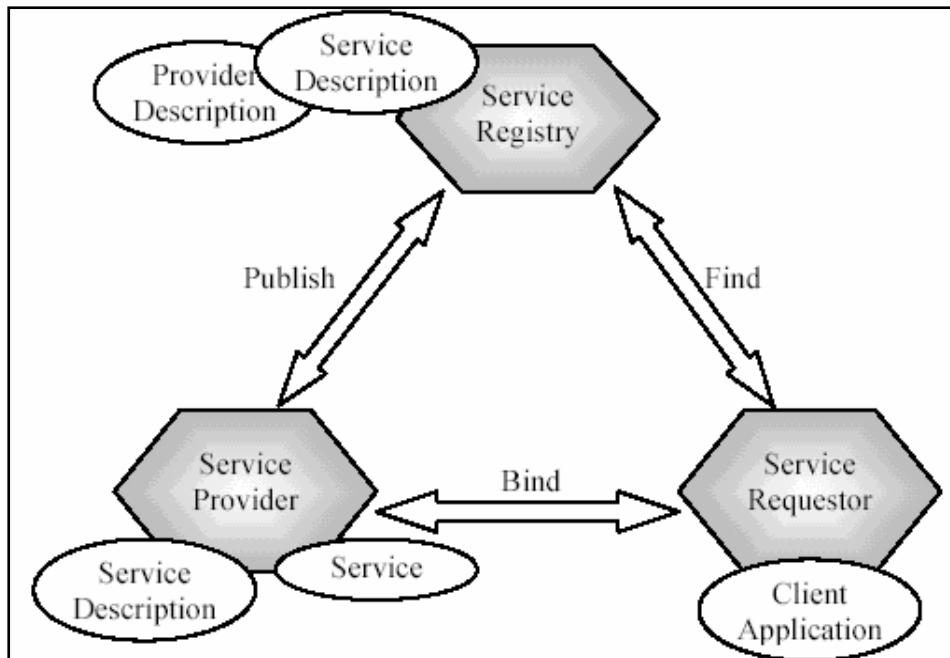 Service
Description
Provider
Description
Service
Registry
Publish
Find
Service
Provider
Bind
Service
Requestor
Service
Description
Service
Client
Application